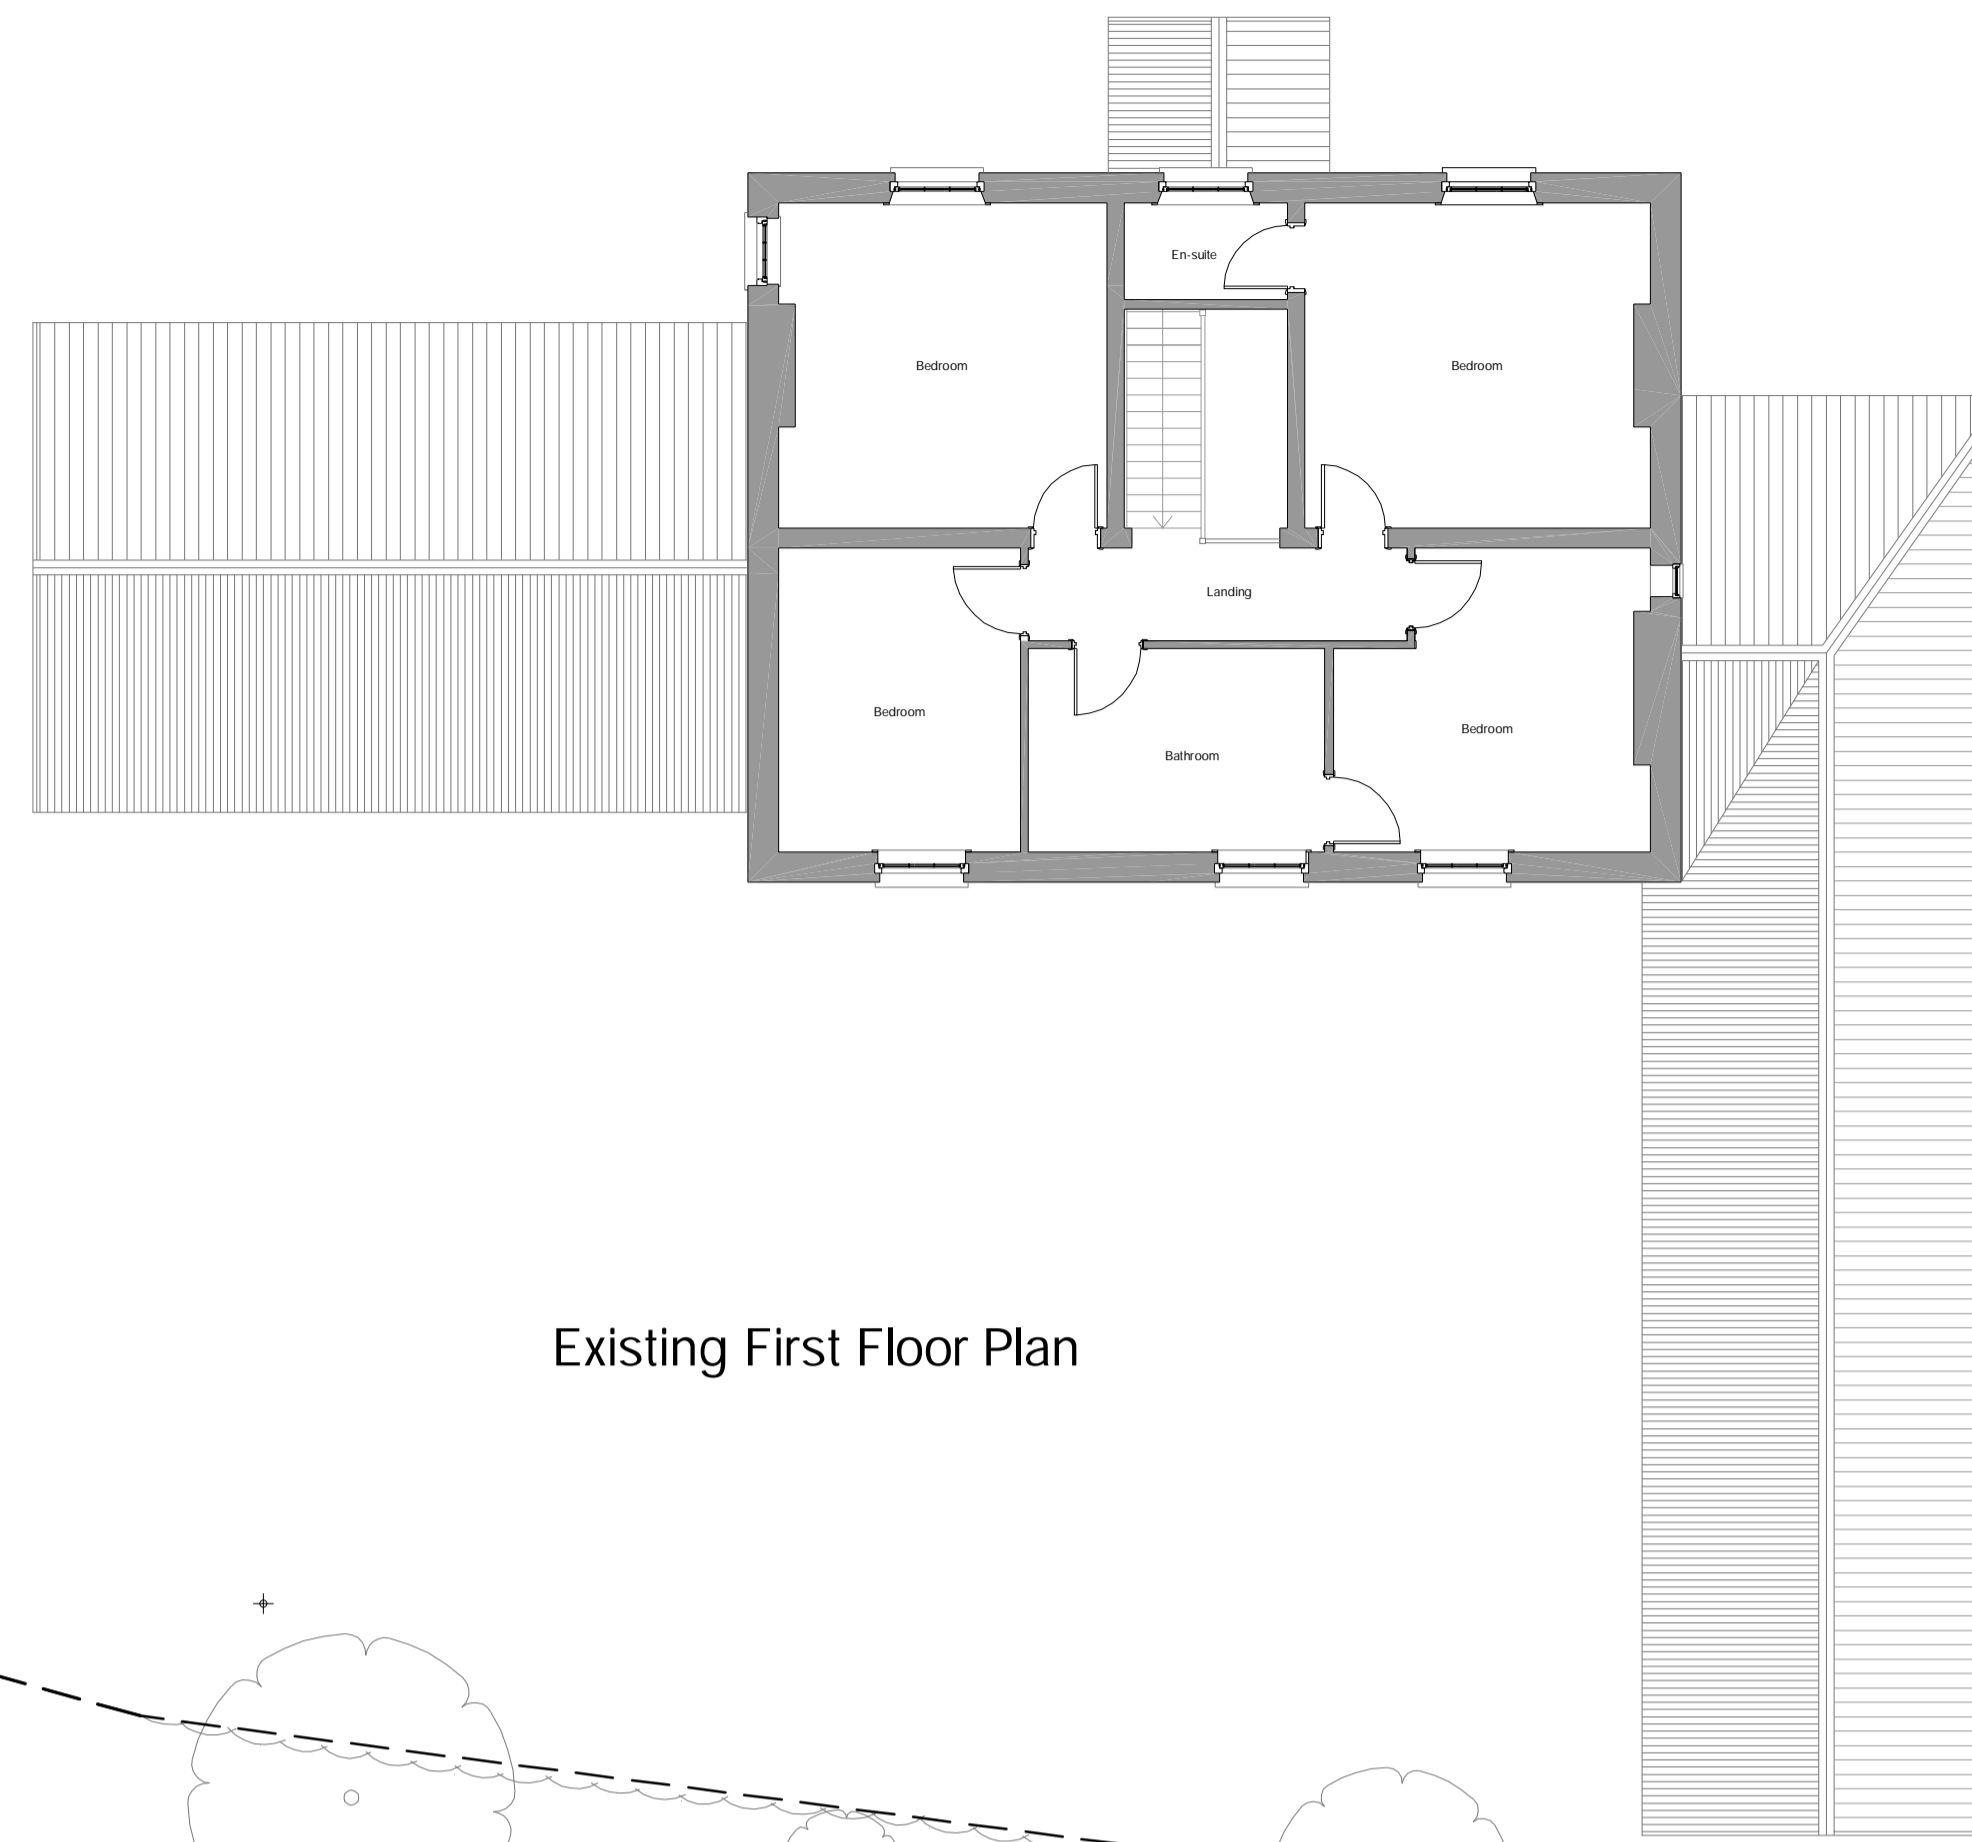 En-suite
Bedroom
Bedroom
Landing
Bedroom
Bedroom
Bathroom
Existing First Floor Plan